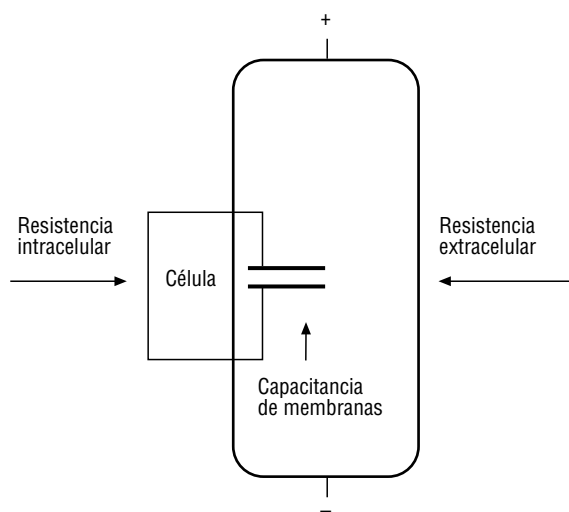 +
Resistencia
intracelular
Célula
Resistencia
extracelular
Capacitancia
de membranas
–